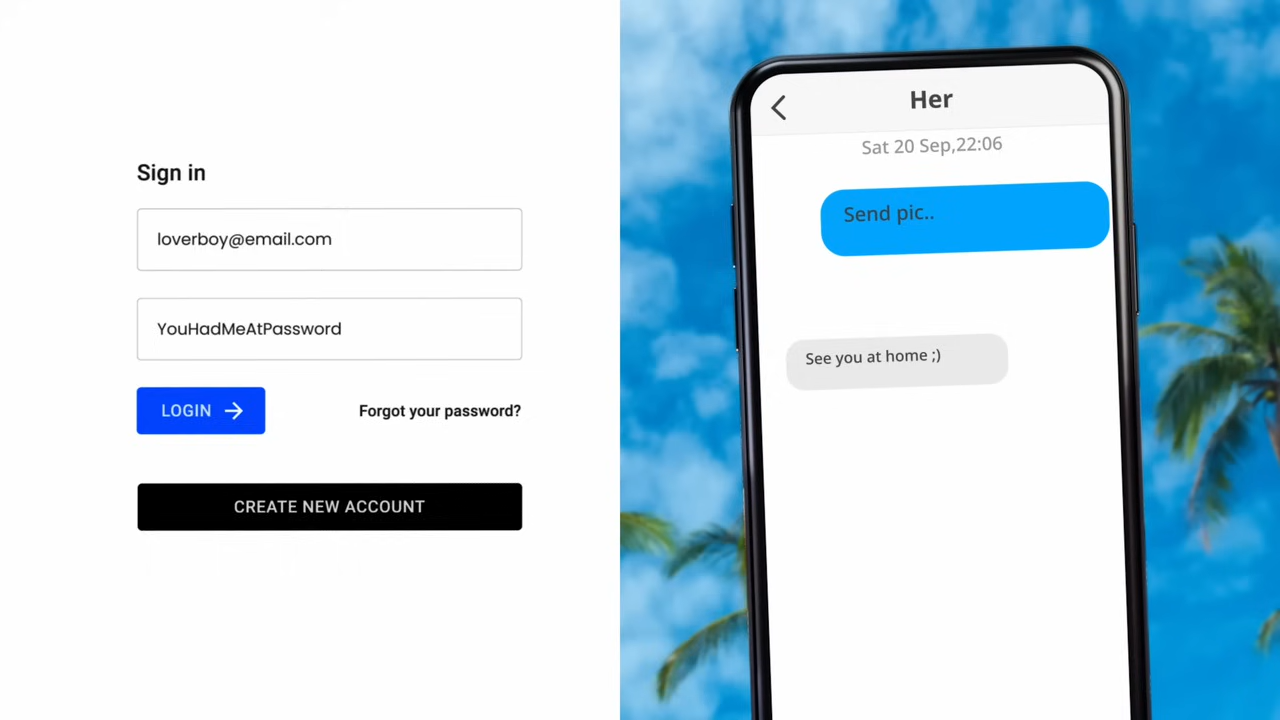 Sign in
loverboy@email.com
YouHadMeAtPassword
LOGIN
Forgot your password?
CREATE NEW ACCOUNT
Her
Sat 20 Sep,22:06
Send pic..
See you at home ;)